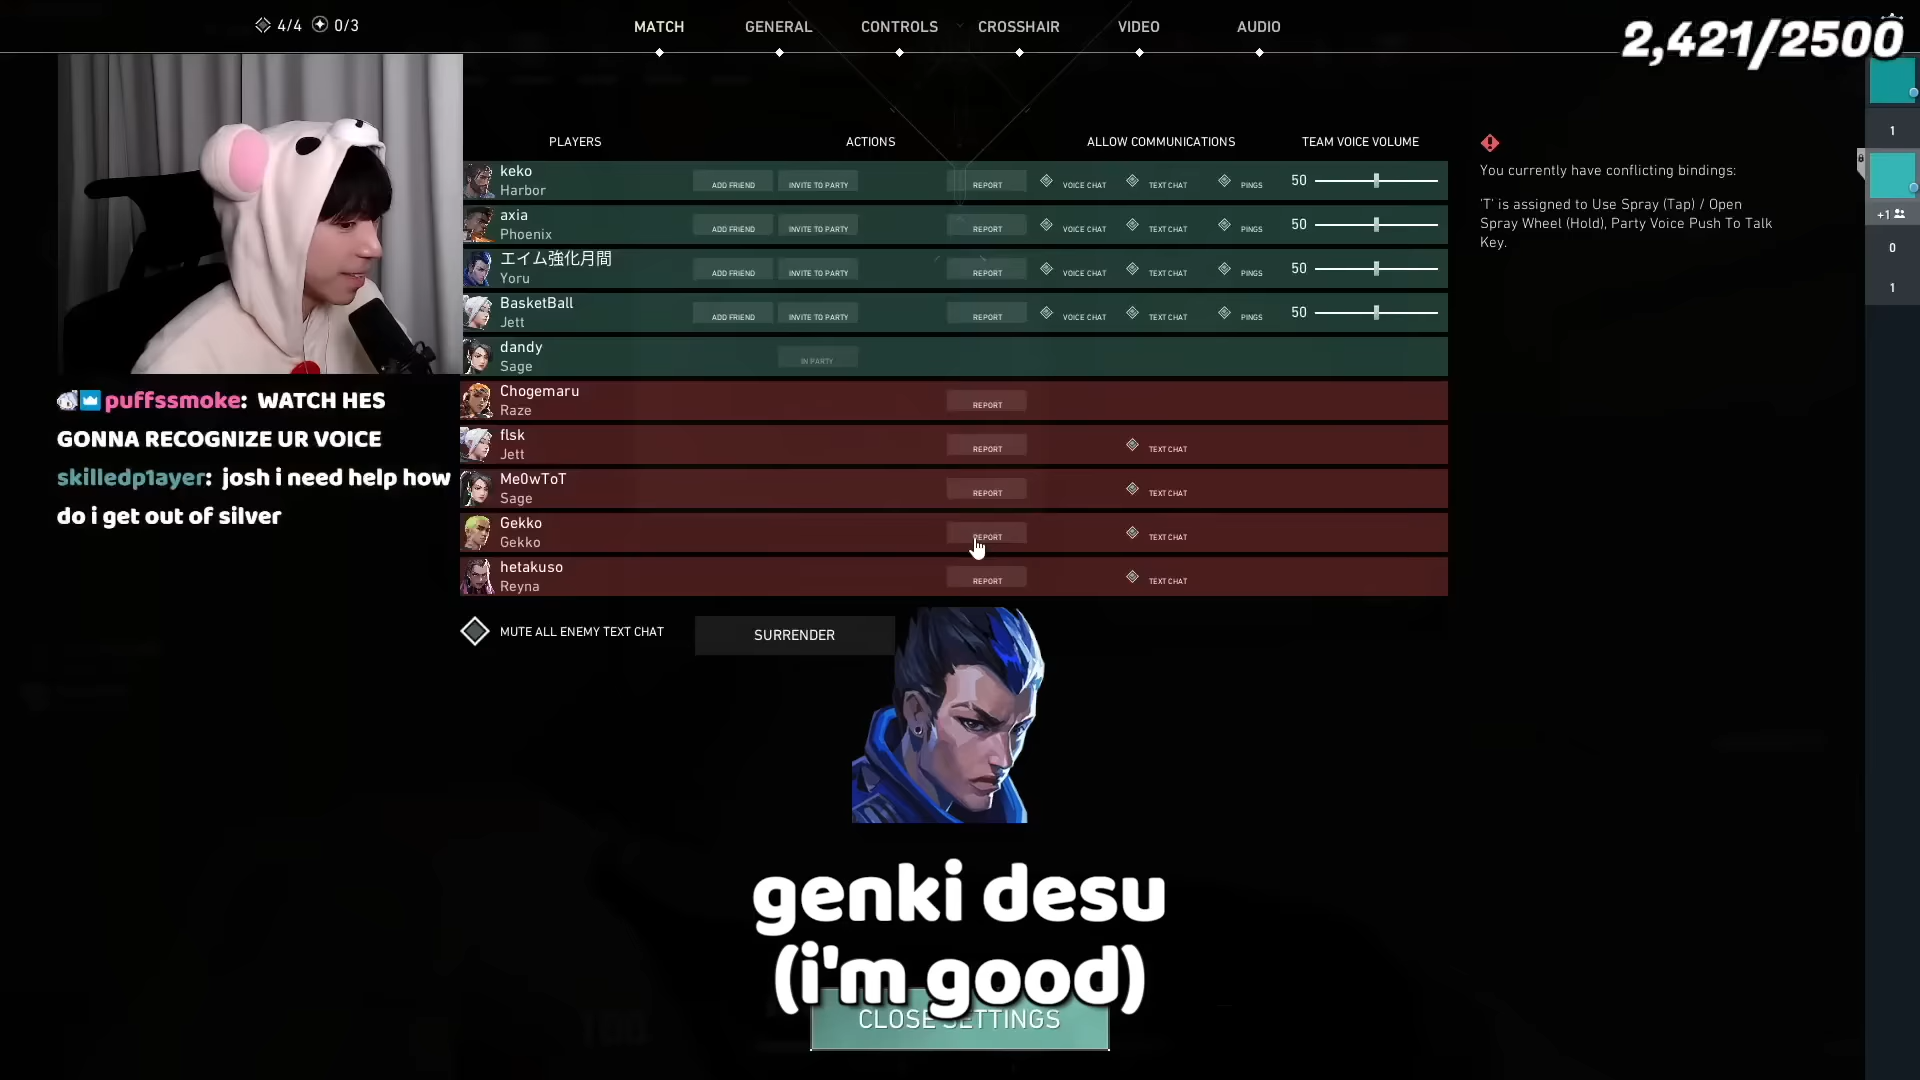 4/4 0/3
MATCH GENERAL CONTROLS CROSSHAIR VIDEO AUDIO
2,421/2500
PLAYERS ACTIONS ALLOW COMMUNICATIONS TEAM VOICE VOLUME
keko
Harbor
ADD FRIEND INVITE TO PARTY REPORT VOICE CHAT TEXT CHAT PINGS 50
axia
Phoenix
ADD FRIEND INVITE TO PARTY REPORT VOICE CHAT TEXT CHAT PINGS 50
エイム強化月間
Yoru
ADD FRIEND INVITE TO PARTY REPORT VOICE CHAT TEXT CHAT PINGS 50
BasketBall
Jett
ADD FRIEND INVITE TO PARTY REPORT VOICE CHAT TEXT CHAT PINGS 50
dandy
Sage
IN PARTY
Chogemaru
Raze
REPORT
flsk
Jett
REPORT TEXT CHAT
Me0wToT
Sage
REPORT TEXT CHAT
Gekko
Gekko
REPORT TEXT CHAT
hetakuso
Reyna
REPORT TEXT CHAT
MUTE ALL ENEMY TEXT CHAT SURRENDER
You currently have conflicting bindings:
'T' is assigned to Use Spray (Tap) / Open
Spray Wheel (Hold), Party Voice Push To Talk
Key.
1
+1
0
1
puffssmoke: WATCH HES
GONNA RECOGNIZE UR VOICE
skilledp1ayer: josh i need help how
do i get out of silver
genki desu
(i'm good)
CLOSE SETTINGS